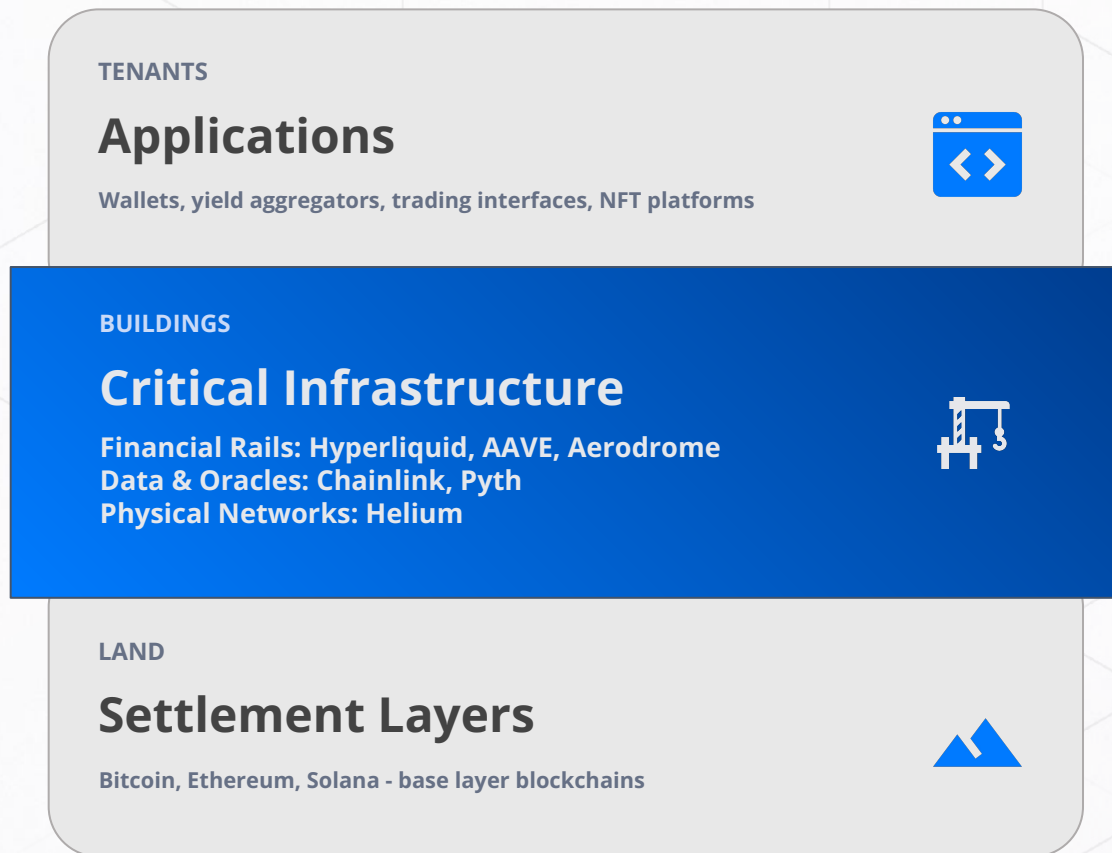 TENANTS
Applications
Wallets, yield aggregators, trading interfaces, NFT platforms
BUILDINGS
Critical Infrastructure
Financial Rails: Hyperliquid, AAVE, Aerodrome
Data & Oracles: Chainlink, Pyth
Physical Networks: Helium
LAND
Settlement Layers
Bitcoin, Ethereum, Solana - base layer blockchains